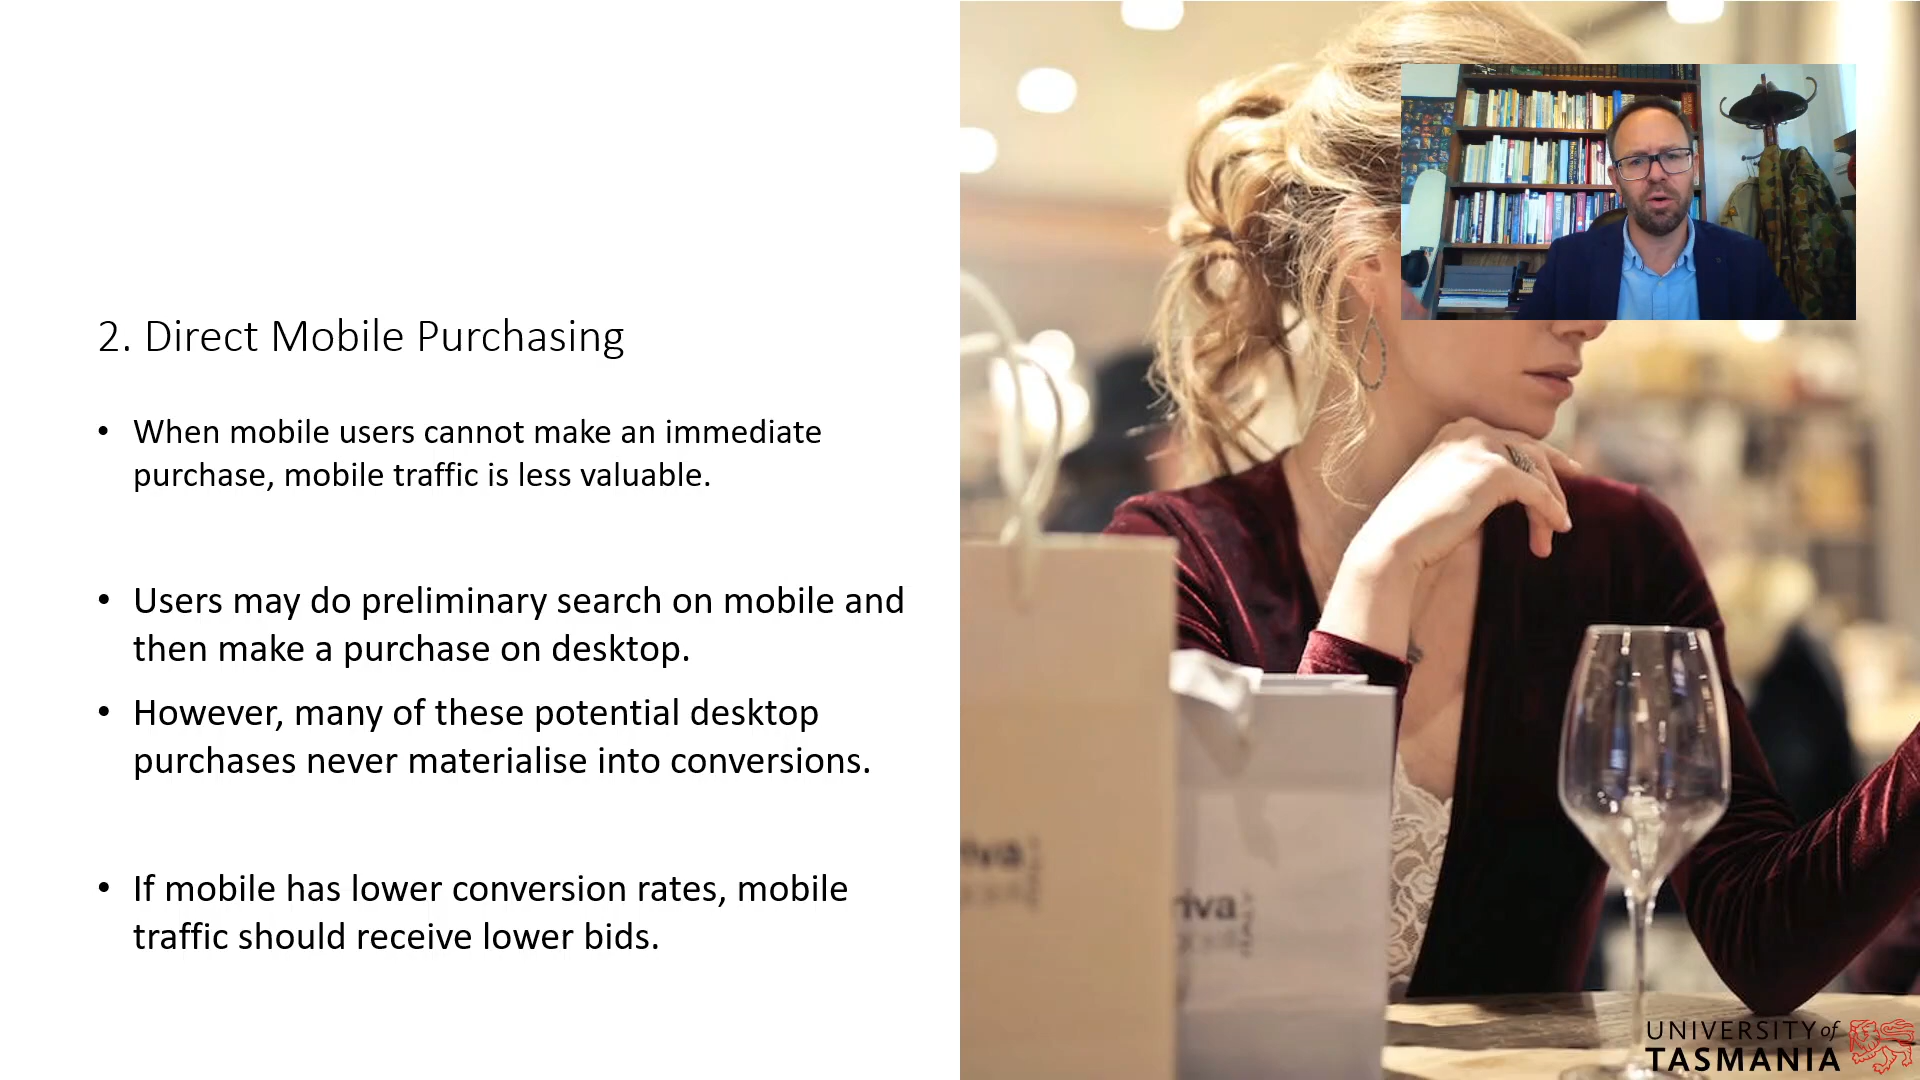 2. Direct Mobile Purchasing
• When mobile users cannot make an immediate
purchase, mobile traffic is less valuable.
• Users may do preliminary search on mobile and
then make a purchase on desktop.
• However, many of these potential desktop
purchases never materialise into conversions.
• If mobile has lower conversion rates, mobile
traffic should receive lower bids.
iva
riva
UNIVERSITY of
TASMANIA